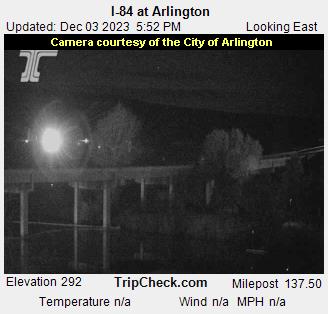 I-84 at Arlington
Updated: Dec 03 2023 5:52 PM Looking East
Camera courtesy of the City of Arlington
Elevation 292 TripCheck.com Milepost 137.50
Temperature n/a Wind n/a MPH n/a